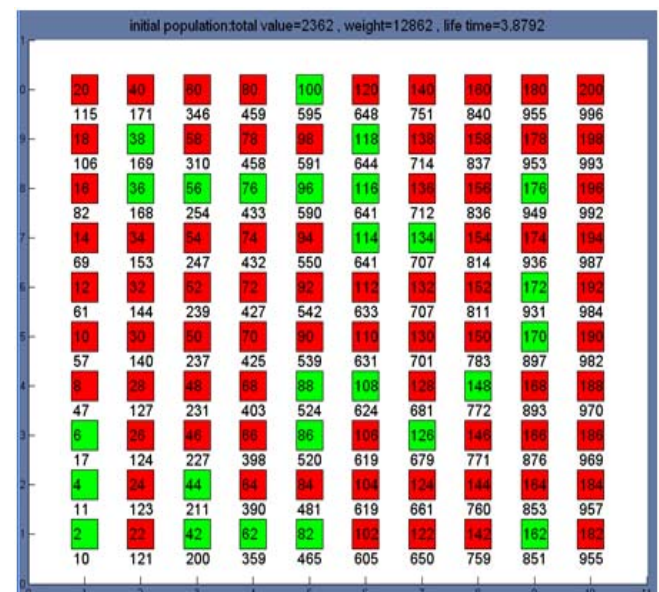 initial population:total value=2362 , weight=12862 , life time=3.8792
20 40 60 80 100 120 140 160 180 200
115 171 346 459 595 648 751 840 955 996
9 18 38 58 78 98 118 138 158 178 198
106 169 310 458 591 644 714 837 953 993
8 16 36 56 76 96 116 136 156 176 196
82 168 254 433 590 641 712 836 949 992
7 14 34 54 74 94 114 134 154 174 194
69 153 247 432 550 641 707 814 936 987
6 12 32 52 72 92 112 132 152 172 192
61 144 239 427 542 633 707 811 931 984
5 10 30 50 70 90 110 130 150 170 190
57 140 237 425 539 631 701 783 897 982
4 8 28 48 68 88 108 128 148 168 188
47 127 231 403 524 624 681 772 893 970
3 6 26 46 66 86 106 126 146 166 186
17 124 227 398 520 619 679 771 876 969
2 4 24 44 64 84 104 124 144 164 184
11 123 211 390 481 619 661 760 853 957
1 2 22 42 62 82 102 122 142 162 182
10 121 200 359 465 605 650 759 851 955